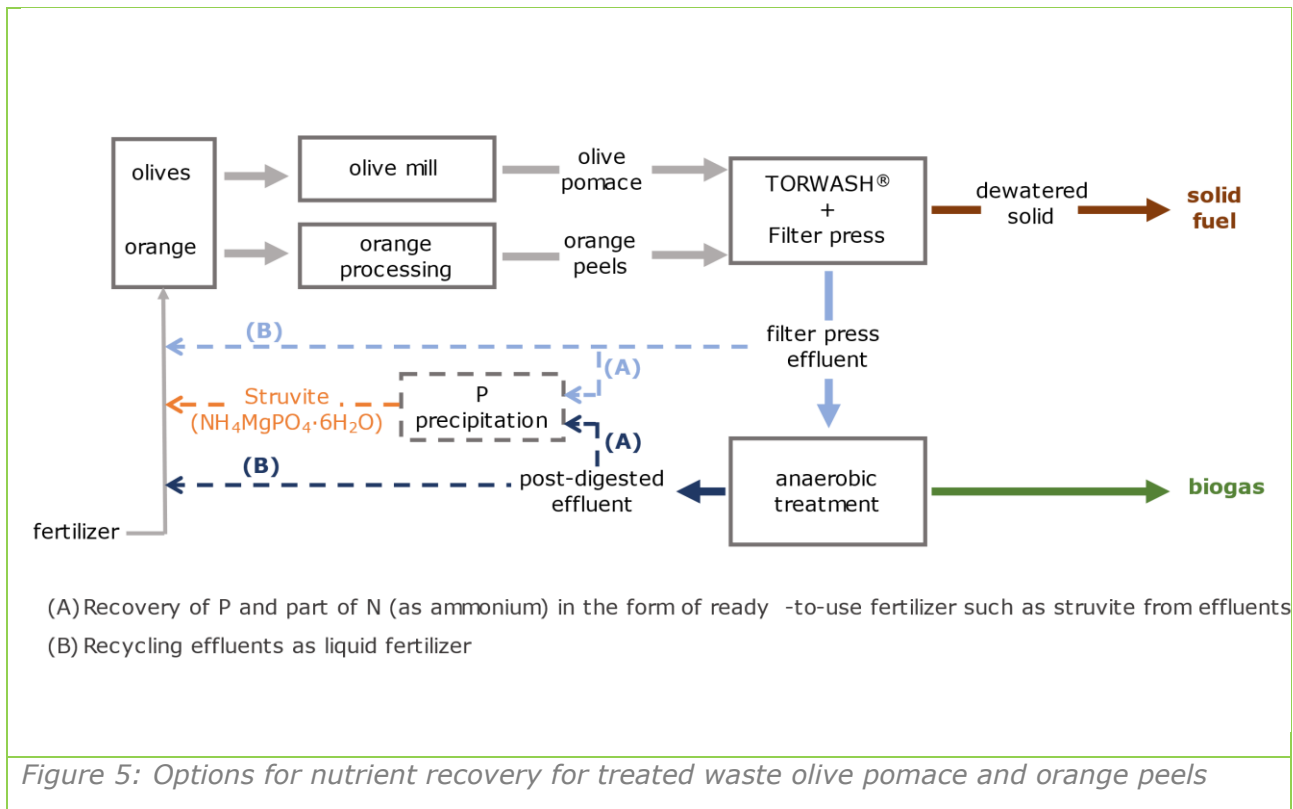 olives
orange
olive mill
orange
processing
olive
pomace
orange
peels
TORWASH®
+
Filter press
dewatered
solid
solid
fuel
filter press
effluent
(B)
(A)
Struvite
(NH₄MgPO₄·6H₂O)
P
precipitation
(A)
(B)
post-digested
effluent
anaerobic
treatment
biogas
fertilizer
(A) Recovery of P and part of N (as ammonium) in the form of ready -to-use fertilizer such as struvite from effluents
(B) Recycling effluents as liquid fertilizer
Figure 5: Options for nutrient recovery for treated waste olive pomace and orange peels